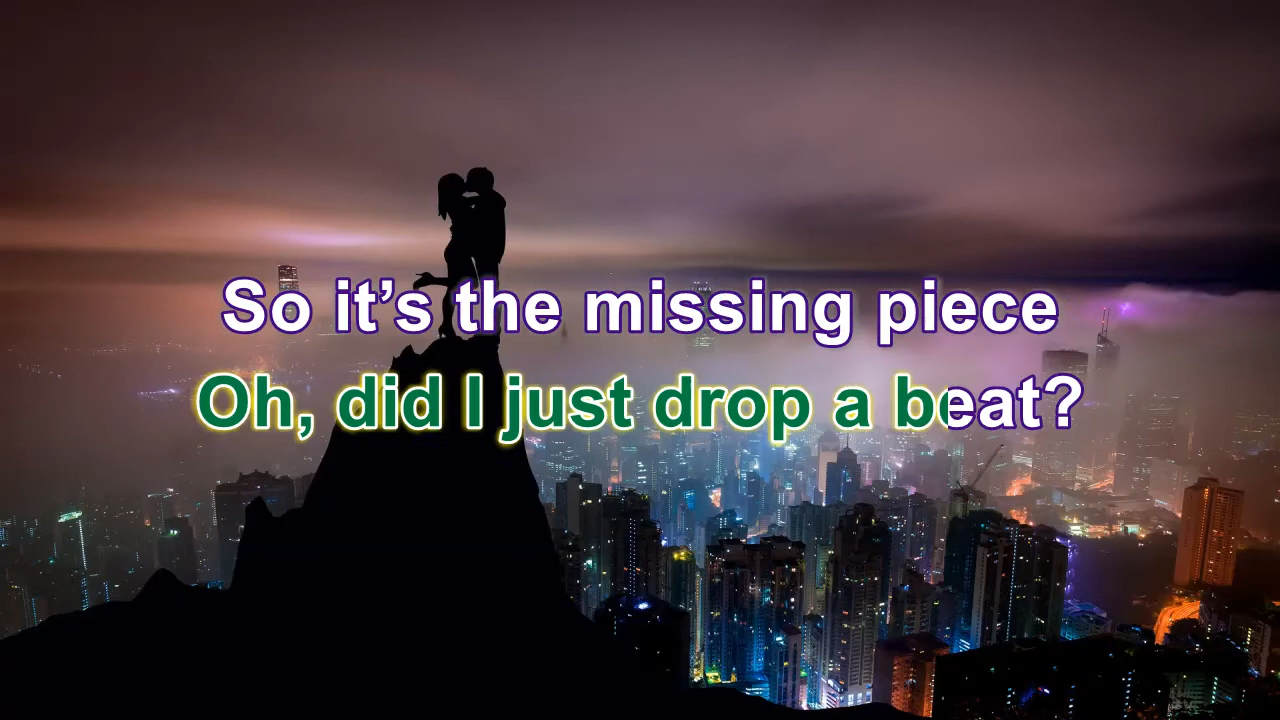 So it’s the missing piece
Oh, did I just drop a beat?